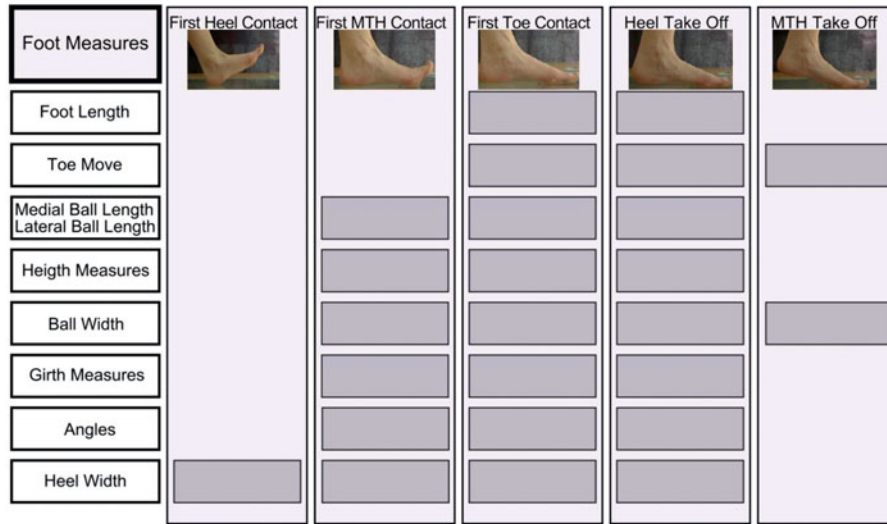 Foot Measures
First Heel Contact
First MTH Contact
First Toe Contact
Heel Take Off
MTH Take Off
Foot Length
Toe Move
Medial Ball Length
Lateral Ball Length
Heigth Measures
Ball Width
Girth Measures
Angles
Heel Width